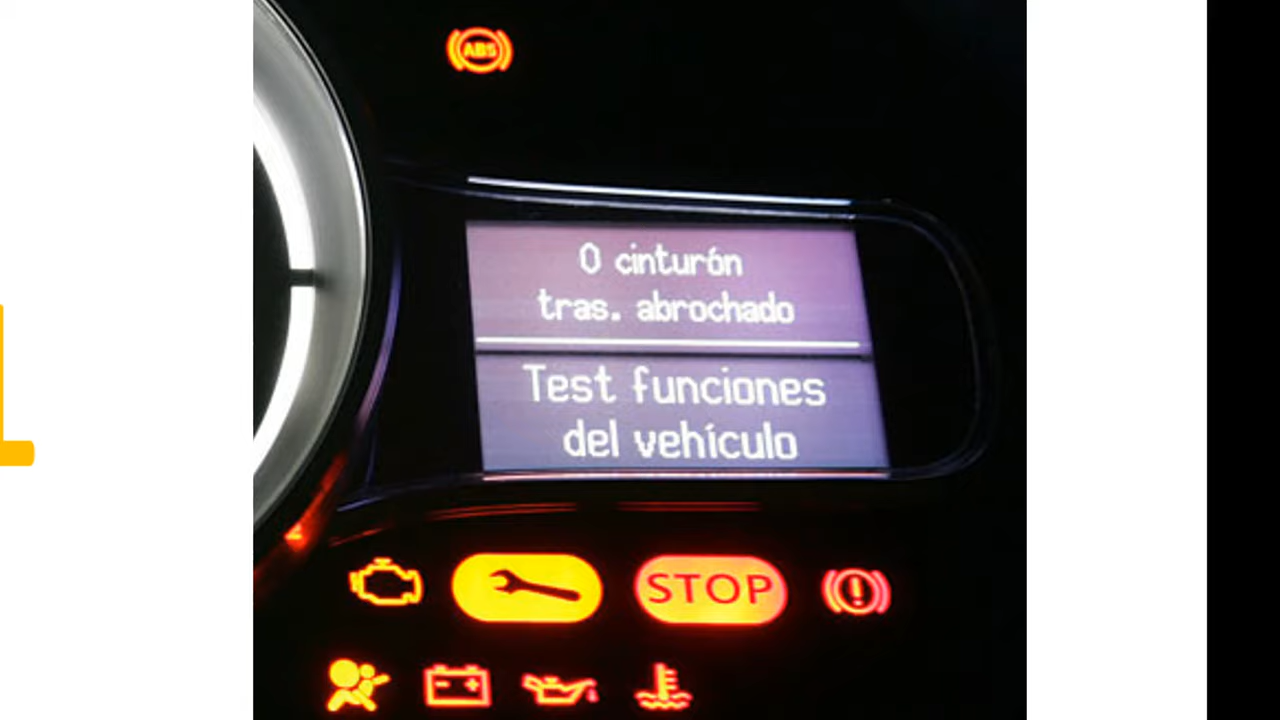 ABS
0 cinturón
tras. abrochado
Test funciones
del vehículo
STOP